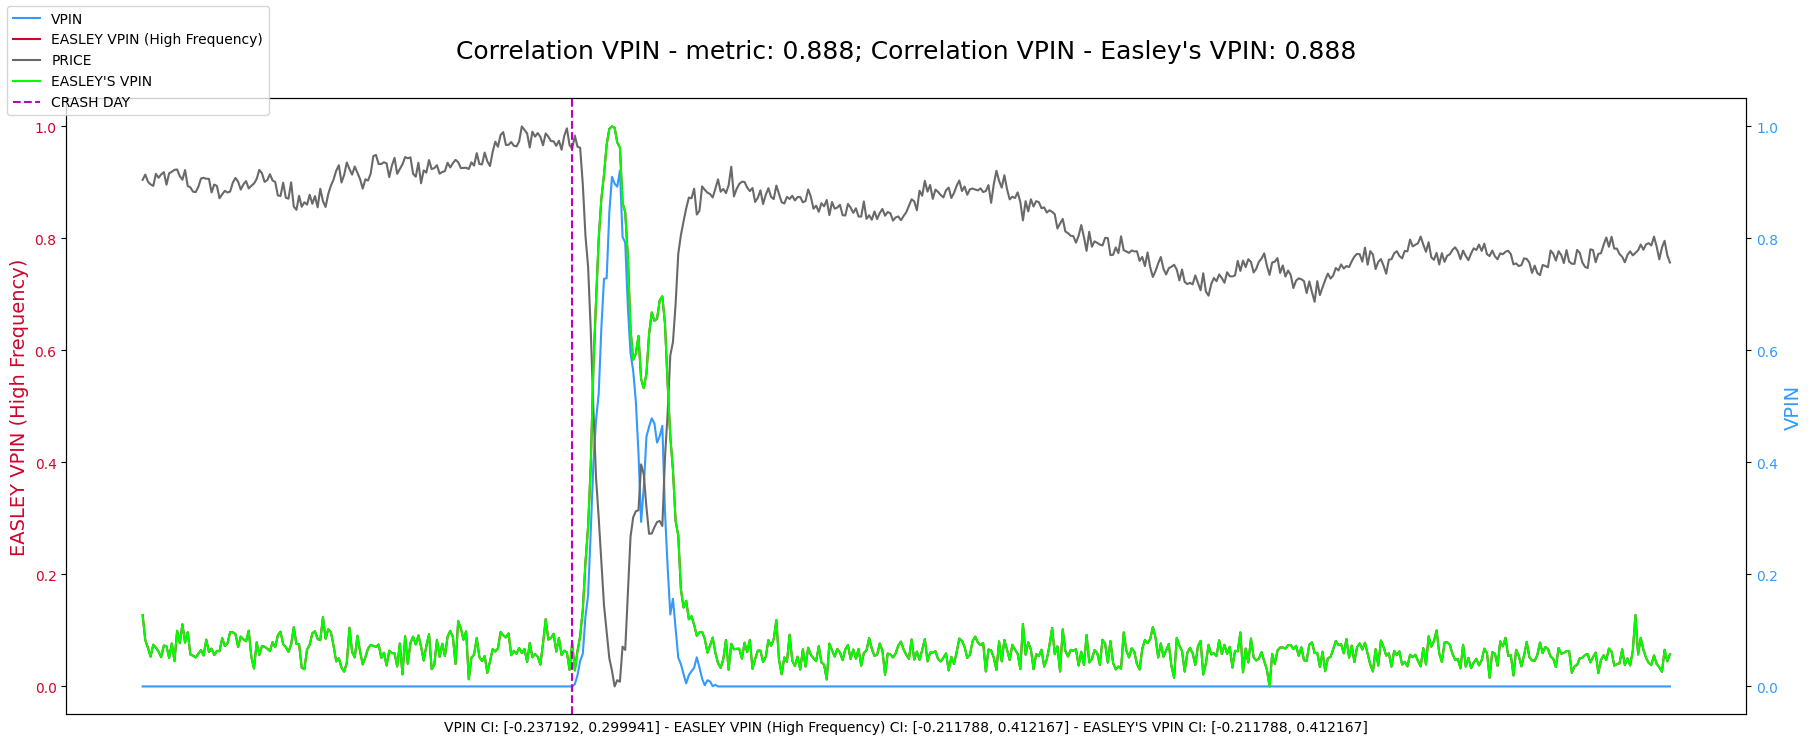 VPIN
EASLEY VPIN (High Frequency)
PRICE
EASLEY'S VPIN
CRASH DAY
Correlation VPIN - metric: 0.888; Correlation VPIN - Easley's VPIN: 0.888
EASLEY VPIN (High Frequency)
1.0
0.8
0.6
0.4
0.2
0.0
1.0
0.8
0.6
0.4
0.2
0.0
VPIN
VPIN CI: [-0.237192, 0.299941] - EASLEY VPIN (High Frequency) CI: [-0.211788, 0.412167] - EASLEY'S VPIN CI: [-0.211788, 0.412167]